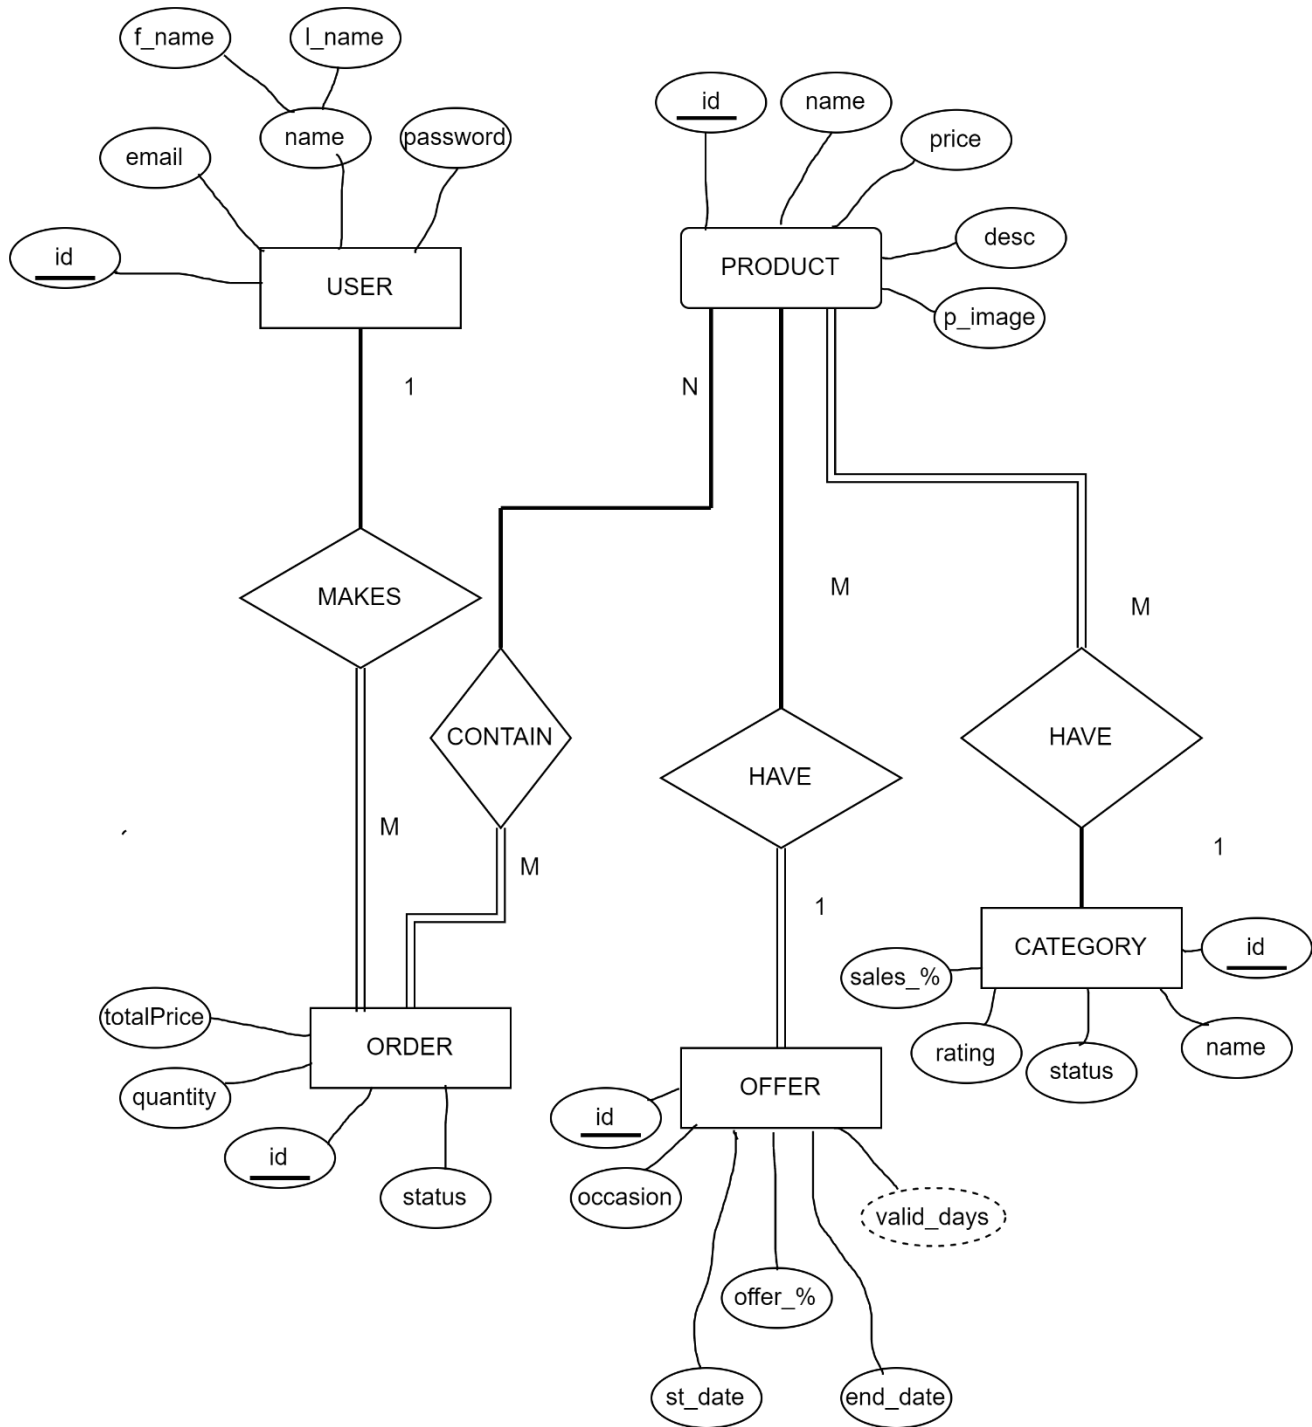 f_name
l_name
id
name
name
password
price
email
desc
id
USER
PRODUCT
p_image
1
N
MAKES
M
M
CONTAIN
HAVE
HAVE
M
M
1
1
CATEGORY
id
sales_%
totalPrice
ORDER
rating
status
name
quantity
OFFER
id
id
status
occasion
valid_days
offer_%
st_date
end_date